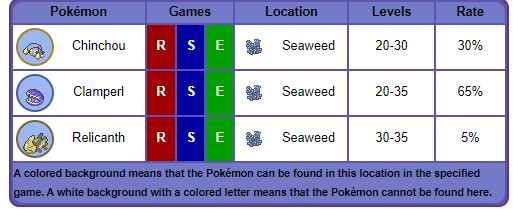 Pokémon Games Location Levels Rate
Chinchou R S E Seaweed 20-30 30%
Clamperl R S E Seaweed 20-35 65%
Relicanth R S E Seaweed 30-35 5%
A colored background means that the Pokémon can be found in this location in the specified
game. A white background with a colored letter means that the Pokémon cannot be found here.